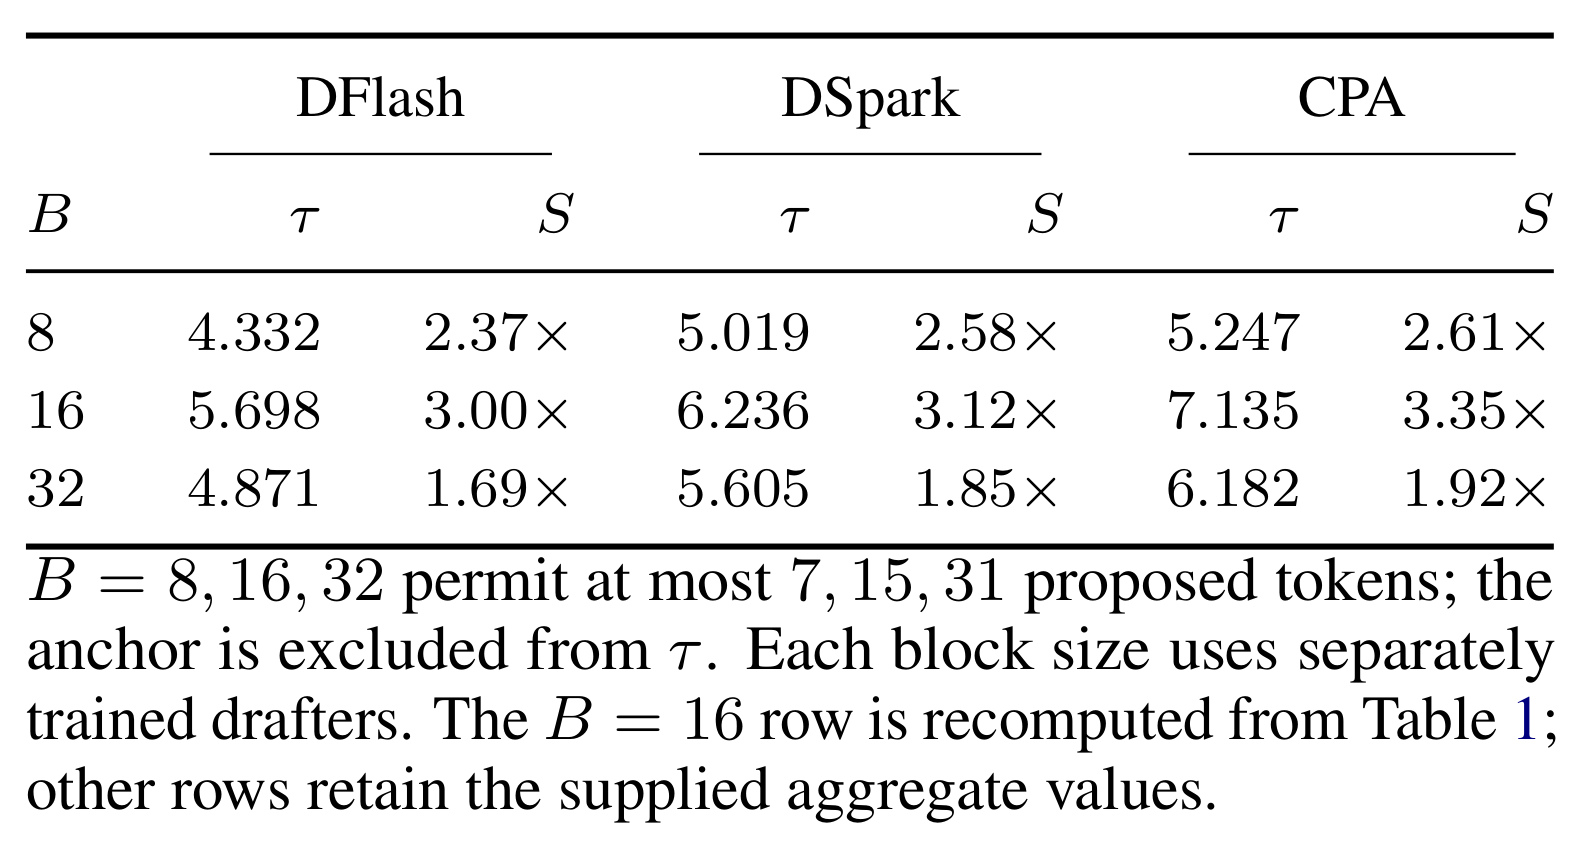 DFlash DSpark CPA
B τ S τ S τ S
8 4.332 2.37× 5.019 2.58× 5.247 2.61×
16 5.698 3.00× 6.236 3.12× 7.135 3.35×
32 4.871 1.69× 5.605 1.85× 6.182 1.92×
B = 8, 16, 32 permit at most 7, 15, 31 proposed tokens; the
anchor is excluded from τ. Each block size uses separately
trained drafters. The B = 16 row is recomputed from Table 1;
other rows retain the supplied aggregate values.